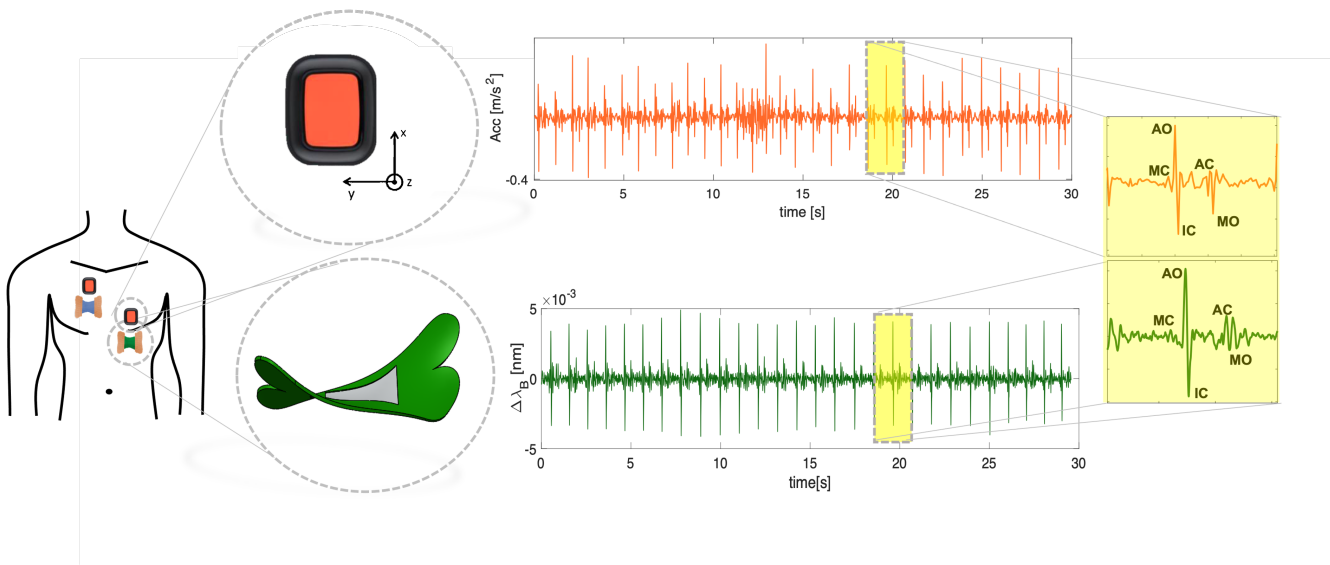 x
y
z
Acc [m/s²]
-0.4
0 5 10 15 20 25 30
time [s]
AO
MC
AC
IC
MO
×10⁻³
5
0
-5
Δλ_B [nm]
0 5 10 15 20 25 30
time[s]
AO
MC
AC
MO
IC